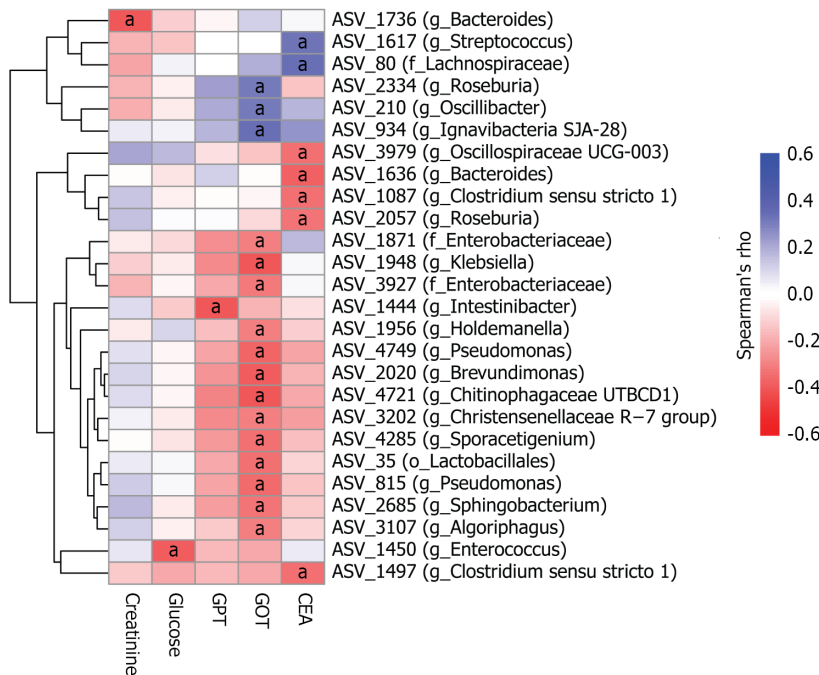 a ASV_1736 (g_Bacteroides)
a ASV_1617 (g_Streptococcus)
a ASV_80 (f_Lachnospiraceae)
a ASV_2334 (g_Roseburia)
a ASV_210 (g_Oscillibacter)
a ASV_934 (g_Ignavibacteria SJA-28)
a ASV_3979 (g_Oscillospiraceae UCG-003)
a ASV_1636 (g_Bacteroides)
a ASV_1087 (g_Clostridium sensu stricto 1)
a ASV_2057 (g_Roseburia)
a ASV_1871 (f_Enterobacteriaceae)
a ASV_1948 (g_Klebsiella)
a ASV_3927 (f_Enterobacteriaceae)
a ASV_1444 (g_Intestinibacter)
a ASV_1956 (g_Holdemanella)
a ASV_4749 (g_Pseudomonas)
a ASV_2020 (g_Brevundimonas)
a ASV_4721 (g_Chitinophagaceae UTBCD1)
a ASV_3202 (g_Christensenellaceae R−7 group)
a ASV_4285 (g_Sporacetigenium)
a ASV_35 (o_Lactobacillales)
a ASV_815 (g_Pseudomonas)
a ASV_2685 (g_Sphingobacterium)
a ASV_3107 (g_Algoriphagus)
a ASV_1450 (g_Enterococcus)
a ASV_1497 (g_Clostridium sensu stricto 1)
Creatinine
Glucose
GPT
GOT
CEA
Spearman's rho
0.6
0.4
0.2
0.0
-0.2
-0.4
-0.6